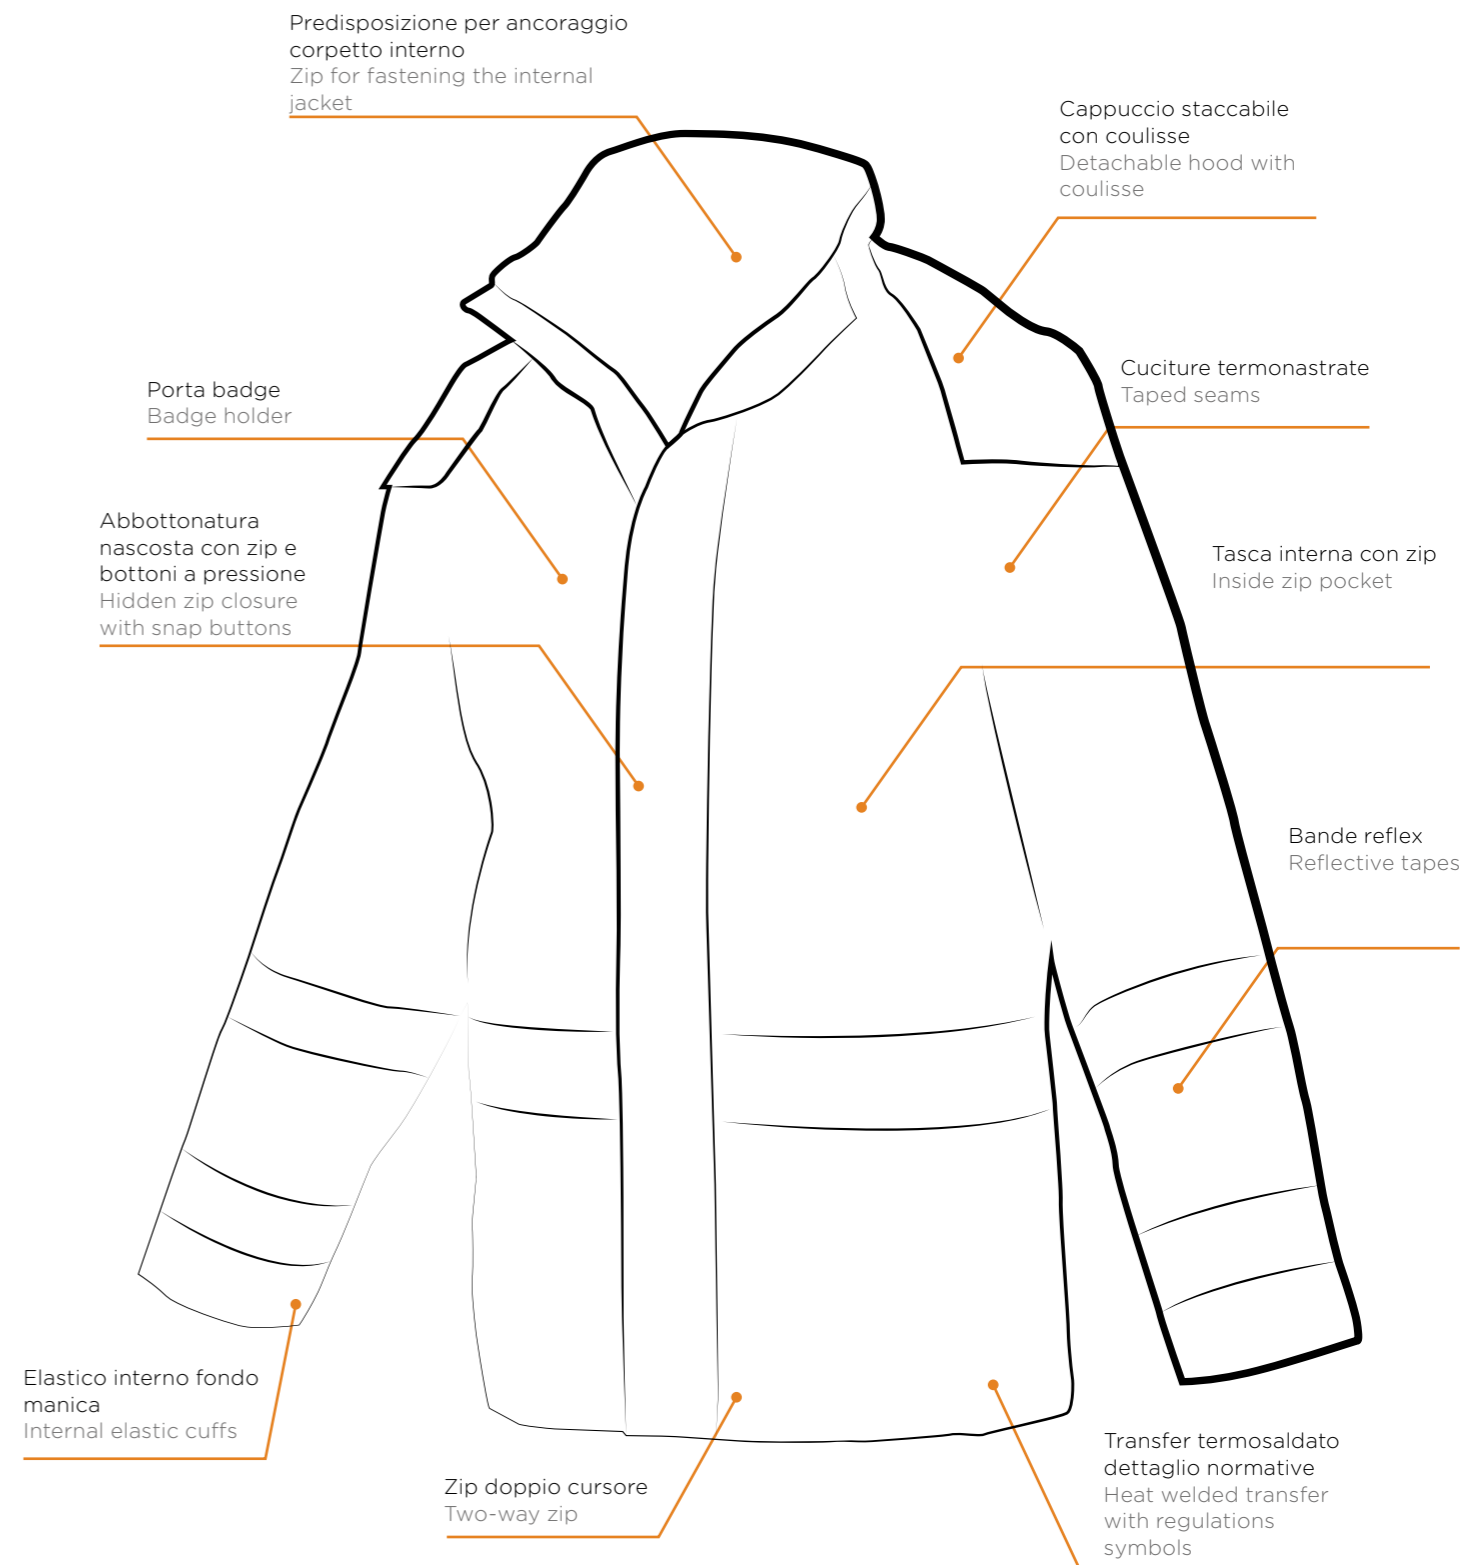 Predisposizione per ancoraggio
corpetto interno
Zip for fastening the internal
jacket
Cappuccio staccabile
con coulisse
Detachable hood with
coulisse
Porta badge
Badge holder
Cuciture termonastrate
Taped seams
Abbottonatura
nascosta con zip e
bottoni a pressione
Hidden zip closure
with snap buttons
Tasca interna con zip
Inside zip pocket
Bande reflex
Reflective tapes
Elastico interno fondo
manica
Internal elastic cuffs
Zip doppio cursore
Two-way zip
Transfer termosaldato
dettaglio normative
Heat welded transfer
with regulations
symbols